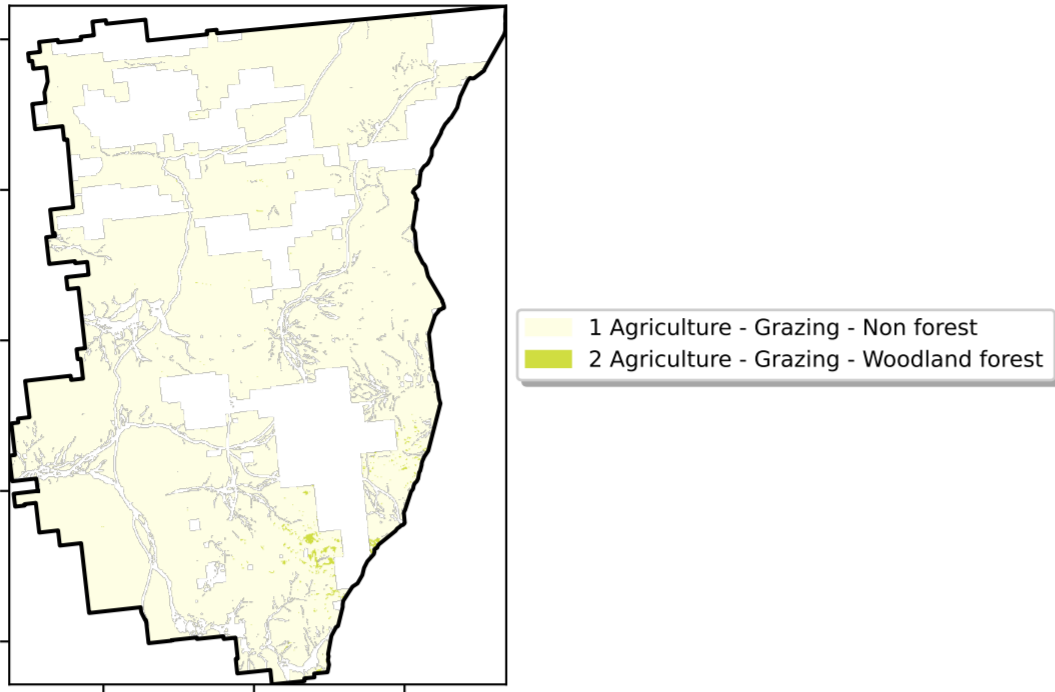 1 Agriculture - Grazing - Non forest
2 Agriculture - Grazing - Woodland forest